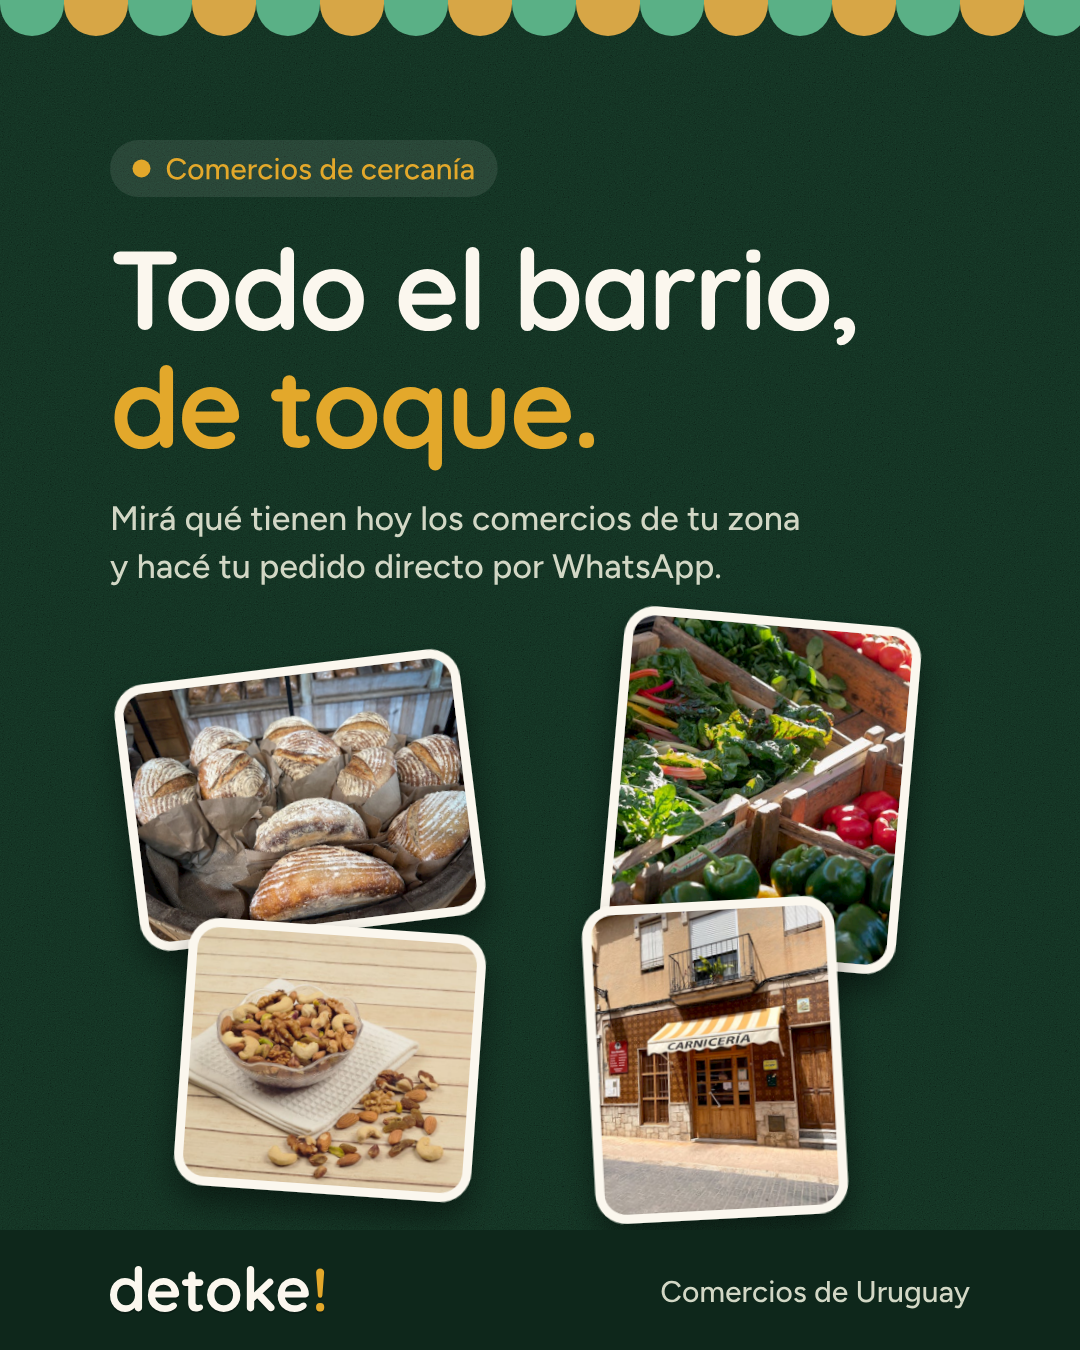 Comercios de cercanía
Todo el barrio,
de toque.
Mirá qué tienen hoy los comercios de tu zona
y hacé tu pedido directo por WhatsApp.
CARNICERÍA
detoke!
Comercios de Uruguay